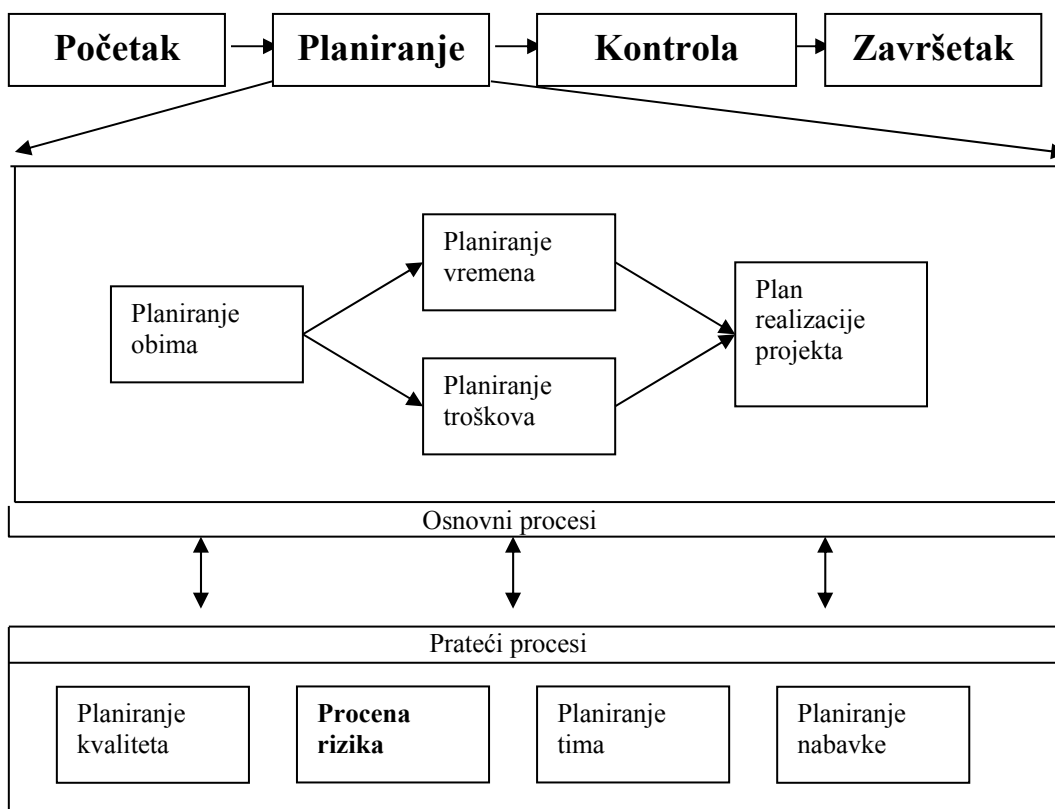 Početak
Planiranje
Kontrola
Završetak
Planiranje
obima
Planiranje
vremena
Planiranje
troškova
Plan
realizacije
projekta
Osnovni procesi
Prateći procesi
Planiranje
kvaliteta
Procena
rizika
Planiranje
tima
Planiranje
nabavke